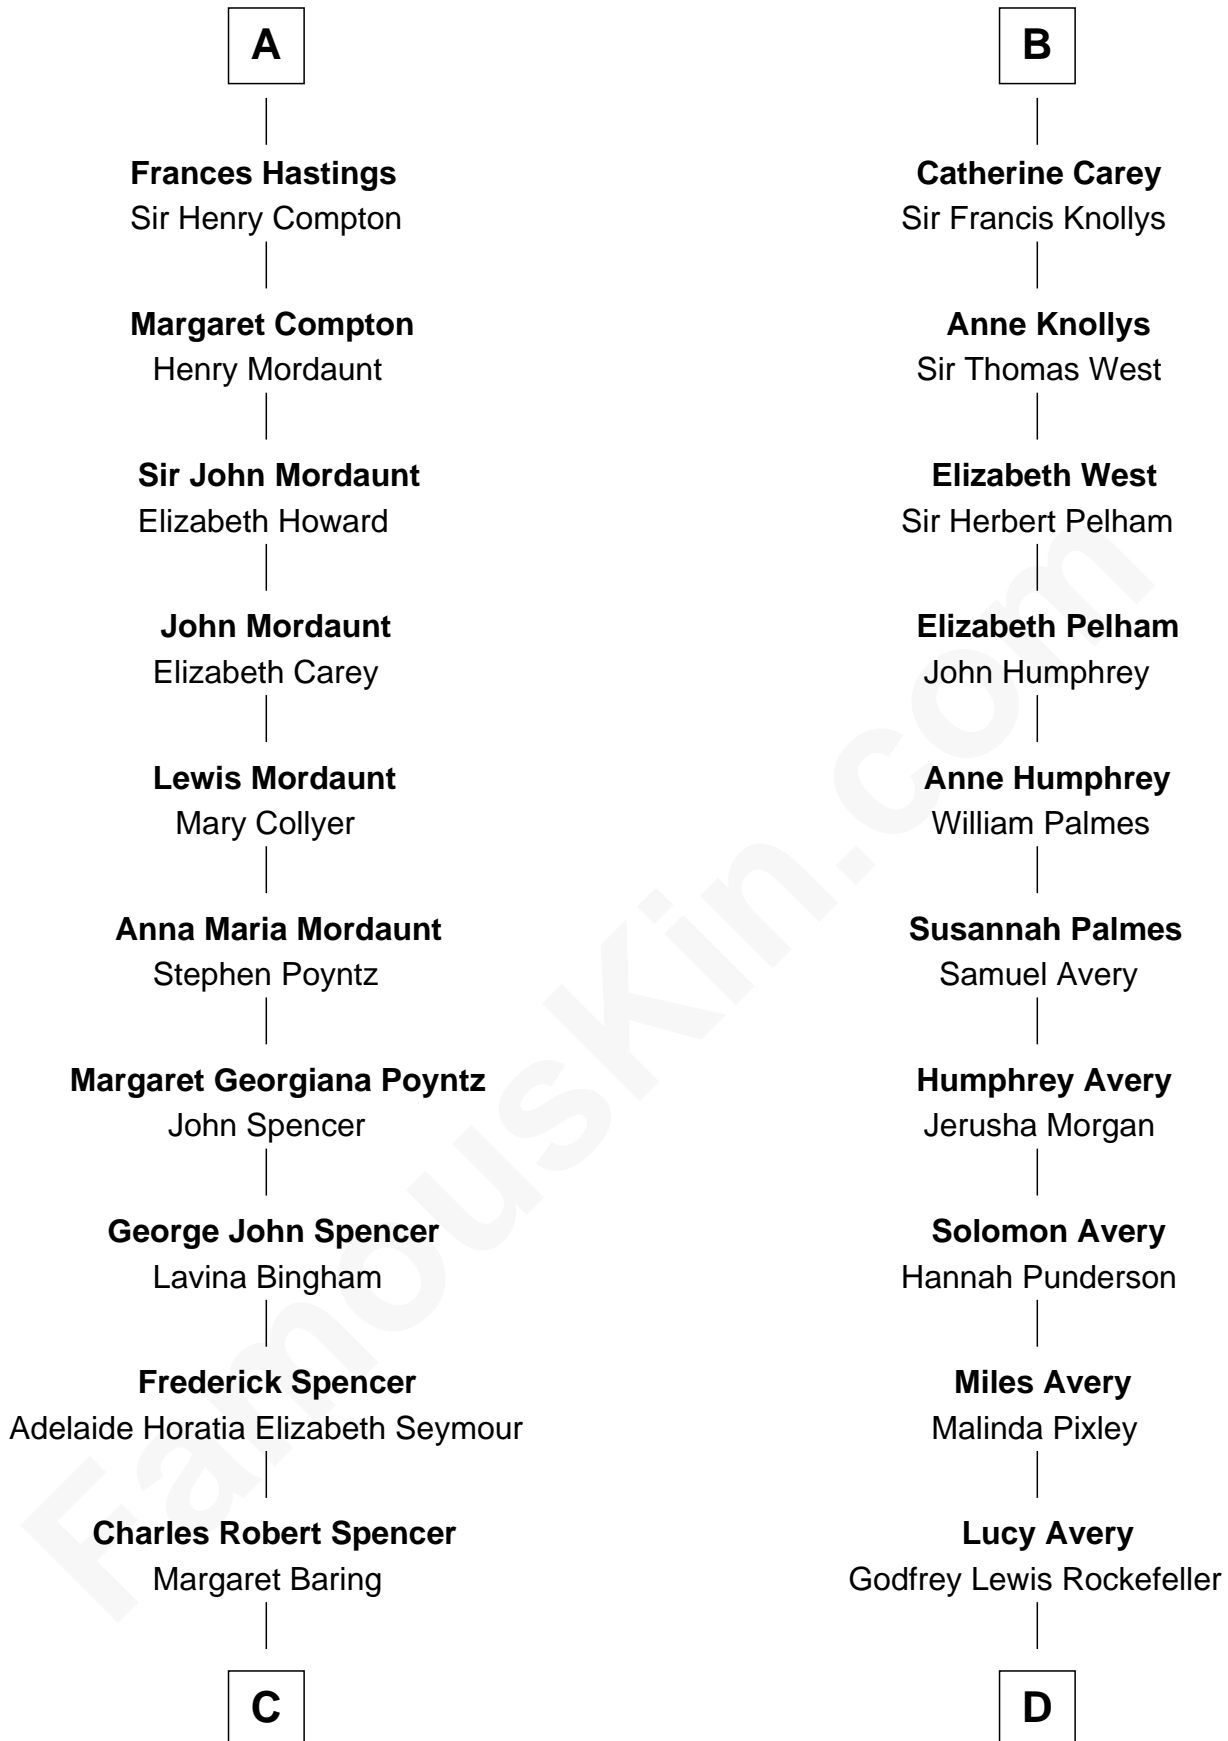 A
Frances Hastings
Sir Henry Compton
Margaret Compton
Henry Mordaunt
Sir John Mordaunt
Elizabeth Howard
John Mordaunt
Elizabeth Carey
Lewis Mordaunt
Mary Collyer
Anna Maria Mordaunt
Stephen Poyntz
Margaret Georgiana Poyntz
John Spencer
George John Spencer
Lavina Bingham
Frederick Spencer
Adelaide Horatia Elizabeth Seymour
Charles Robert Spencer
Margaret Baring
C
B
Catherine Carey
Sir Francis Knollys
Anne Knollys
Sir Thomas West
Elizabeth West
Sir Herbert Pelham
Elizabeth Pelham
John Humphrey
Anne Humphrey
William Palmes
Susannah Palmes
Samuel Avery
Humphrey Avery
Jerusha Morgan
Solomon Avery
Hannah Punderson
Miles Avery
Malinda Pixley
Lucy Avery
Godfrey Lewis Rockefeller
D
FamousKin.com